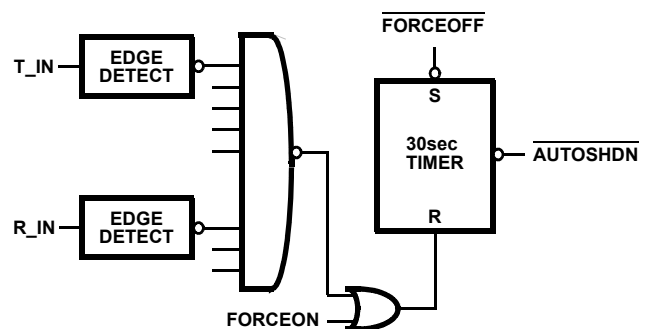 FORCEOFF
T_IN
EDGE
DETECT
S
30sec
TIMER
AUTOSHDN
R_IN
EDGE
DETECT
R
FORCEON